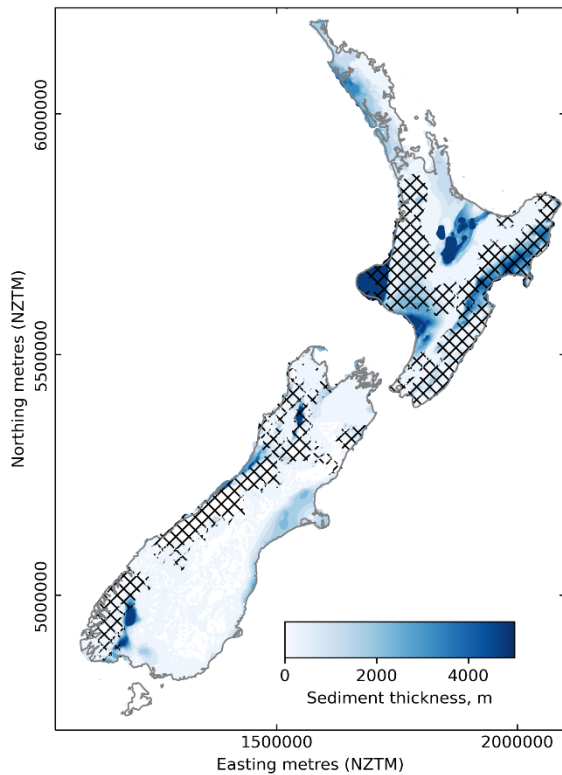 6000000
5500000
5000000
Northing metres (NZTM)
0 2000 4000
Sediment thickness, m
1500000 2000000
Easting metres (NZTM)